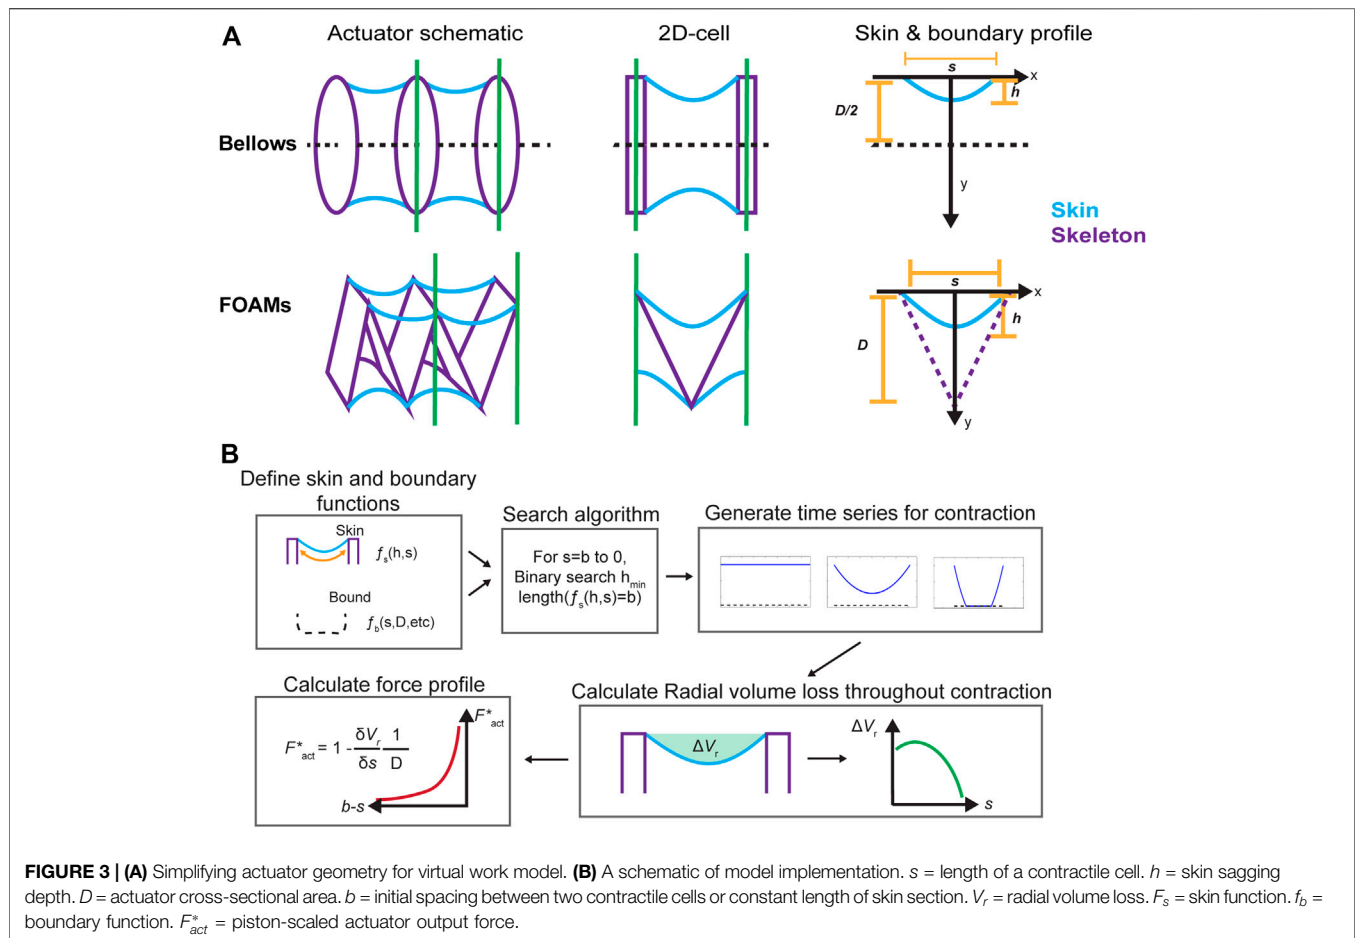 A
Actuator schematic
2D-cell
Skin & boundary profile
s
x
h
D/2
Bellows
y
Skin
Skeleton
FOAMs
s
x
h
D
y
B
Define skin and boundary
functions
Skin
fs(h,s)
Bound
fb(s,D,etc)
Search algorithm
For s=b to 0,
Binary search hmin
length(fs(h,s)=b)
Generate time series for contraction
Calculate force profile
F*act = 1 - δVr/δs 1/D
F*act
b-s
Calculate Radial volume loss throughout contraction
ΔVr
ΔVr
s
FIGURE 3 | (A) Simplifying actuator geometry for virtual work model. (B) A schematic of model implementation. s = length of a contractile cell. h = skin sagging
depth. D = actuator cross-sectional area. b = initial spacing between two contractile cells or constant length of skin section. Vr = radial volume loss. Fs = skin function. fb =
boundary function. F*act = piston-scaled actuator output force.